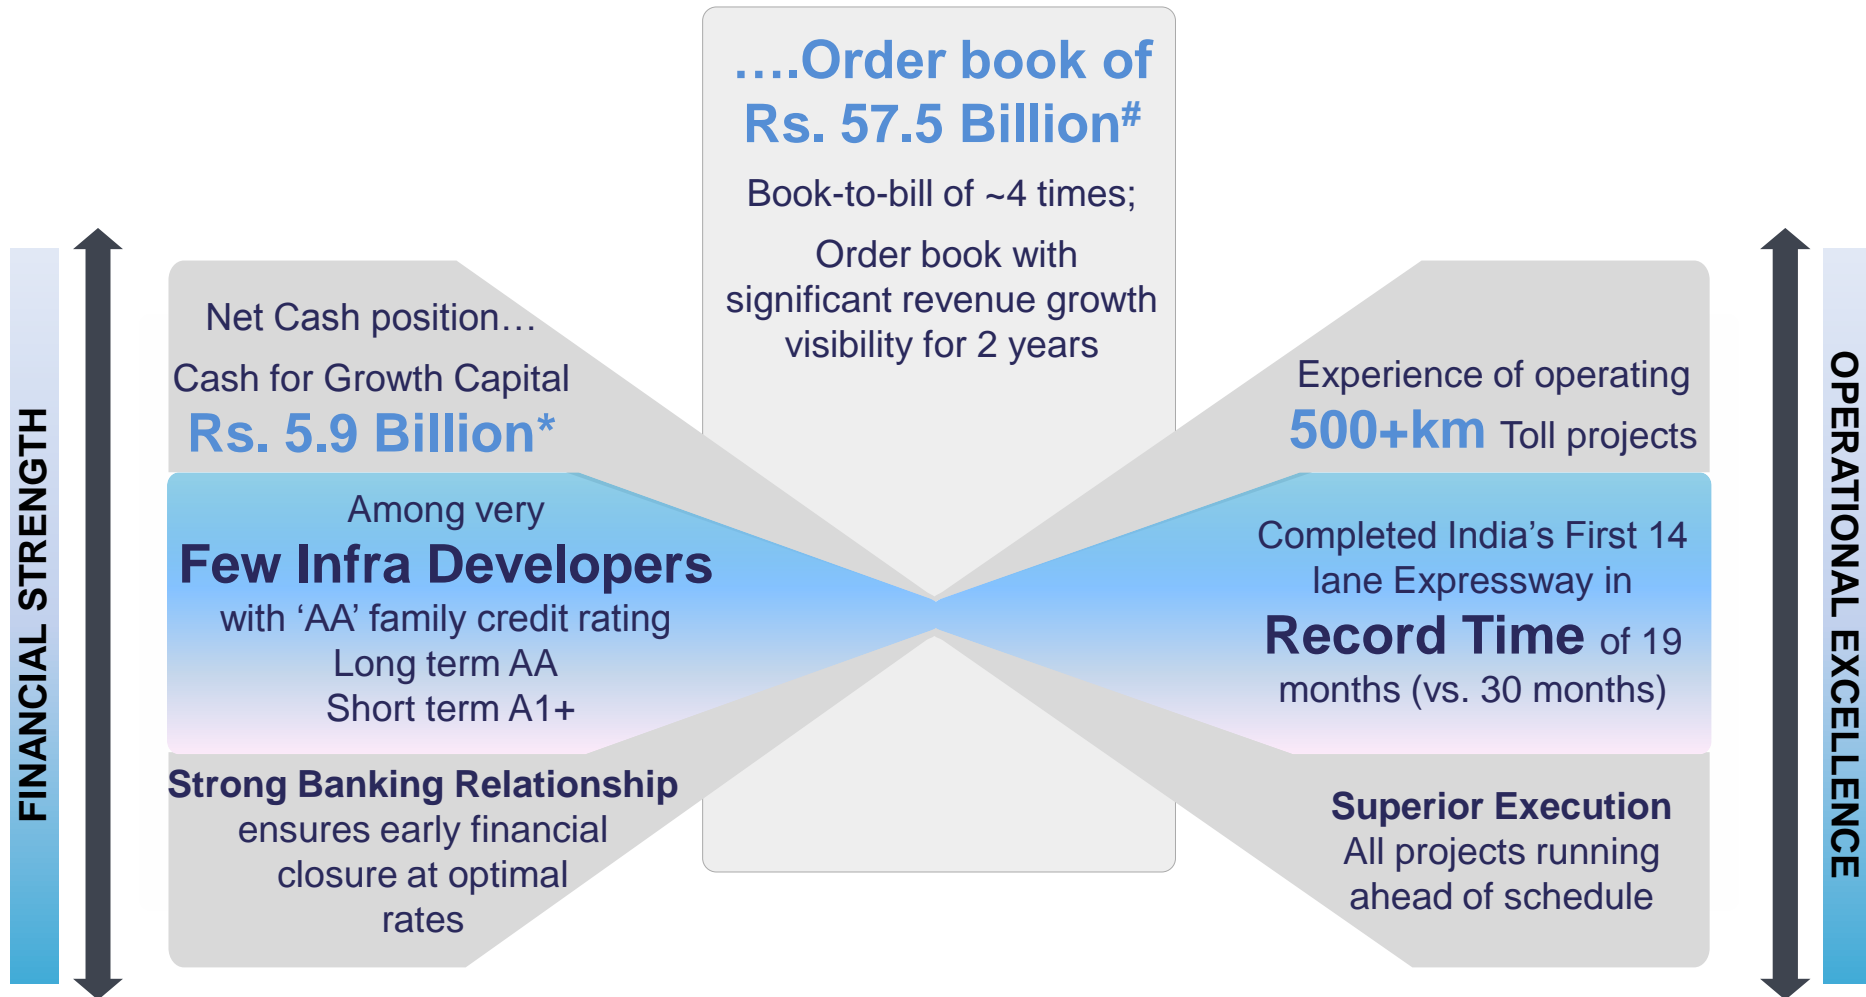 ….Order book of
Rs. 57.5 Billion#
Book-to-bill of ~4 times;
Order book with
significant revenue growth
visibility for 2 years
FINANCIAL STRENGTH
Net Cash position…
Cash for Growth Capital
Rs. 5.9 Billion*
Among very
Few Infra Developers
with ‘AA’ family credit rating
Long term AA
Short term A1+
Strong Banking Relationship
ensures early financial
closure at optimal
rates
Experience of operating
500+km Toll projects
Completed India’s First 14
lane Expressway in
Record Time of 19
months (vs. 30 months)
Superior Execution
All projects running
ahead of schedule
OPERATIONAL EXCELLENCE